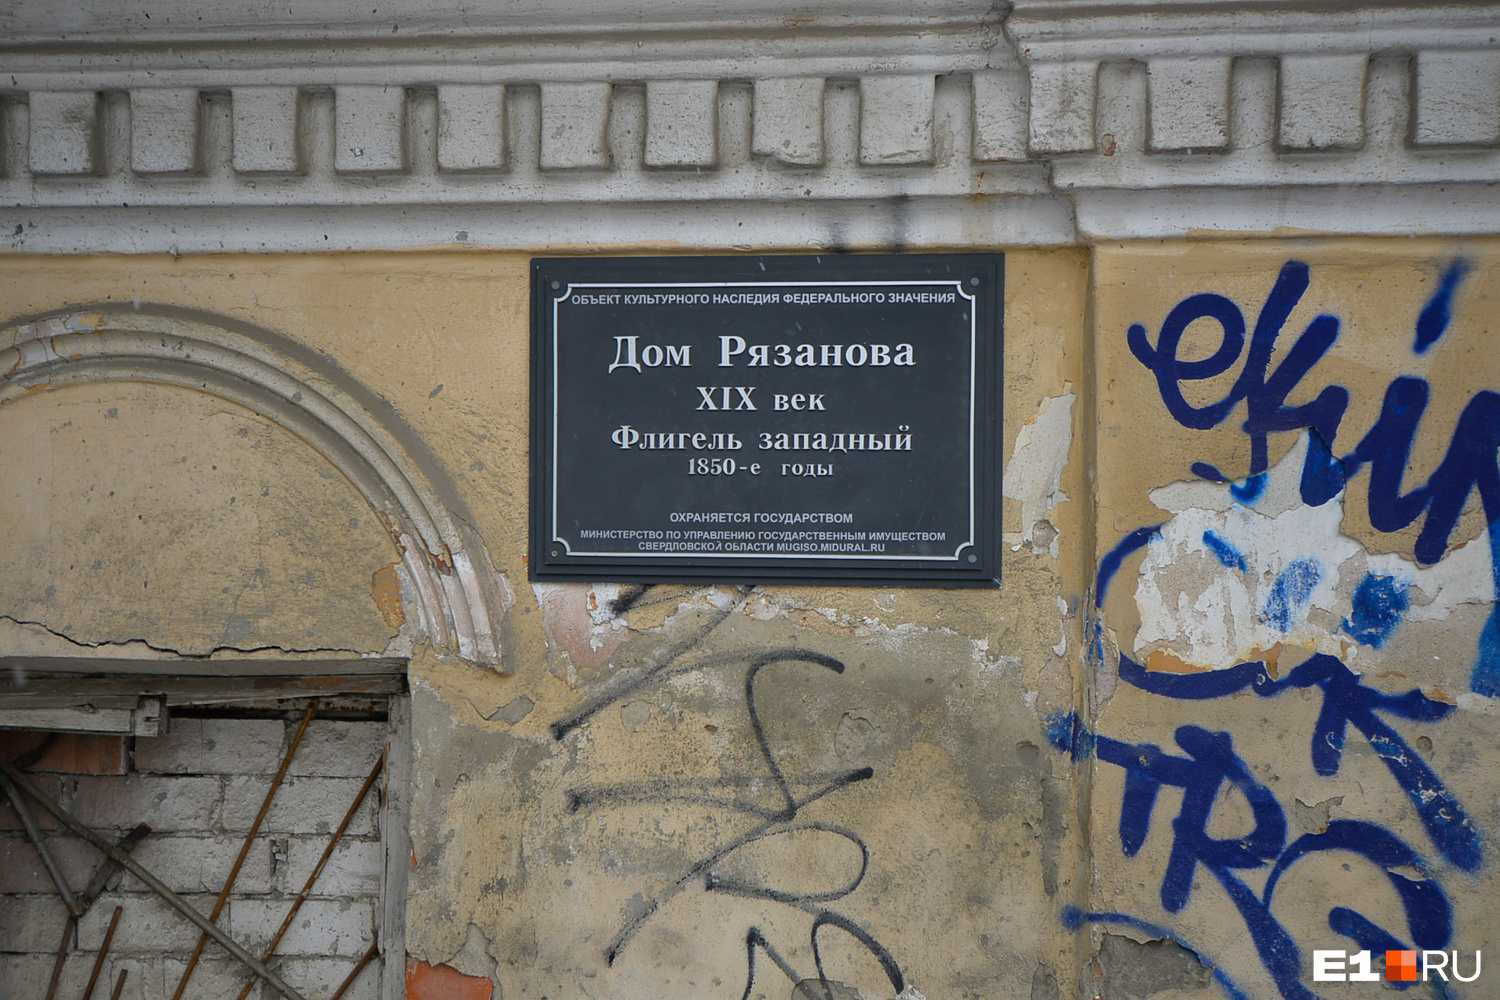 ОБЪЕКТ КУЛЬТУРНОГО НАСЛЕДИЯ ФЕДЕРАЛЬНОГО ЗНАЧЕНИЯ
Дом Рязанова
XIX век
Флигель западный
1850-е годы
ОХРАНЯЕТСЯ ГОСУДАРСТВОМ
МИНИСТЕРСТВО ПО УПРАВЛЕНИЮ ГОСУДАРСТВЕННЫМ ИМУЩЕСТВОМ
СВЕРДЛОВСКОЙ ОБЛАСТИ MUGISO.MIDURAL.RU
E1.RU